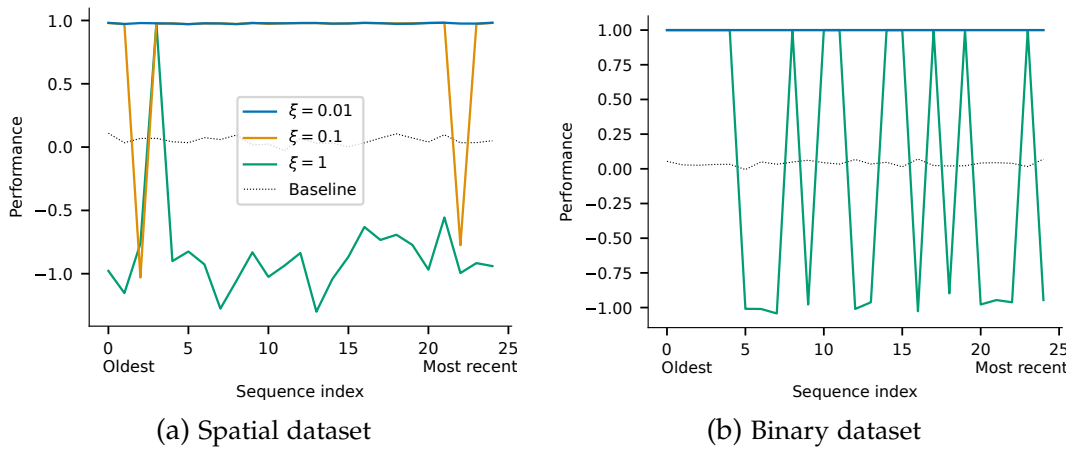 1.0
0.5
0.0
−0.5
−1.0
Performance
ξ = 0.01
ξ = 0.1
ξ = 1
Baseline
0 5 10 15 20 25
Oldest Most recent
Sequence index
(a) Spatial dataset
1.00
0.75
0.50
0.25
0.00
−0.25
−0.50
−0.75
−1.00
Performance
0 5 10 15 20 25
Oldest Most recent
Sequence index
(b) Binary dataset